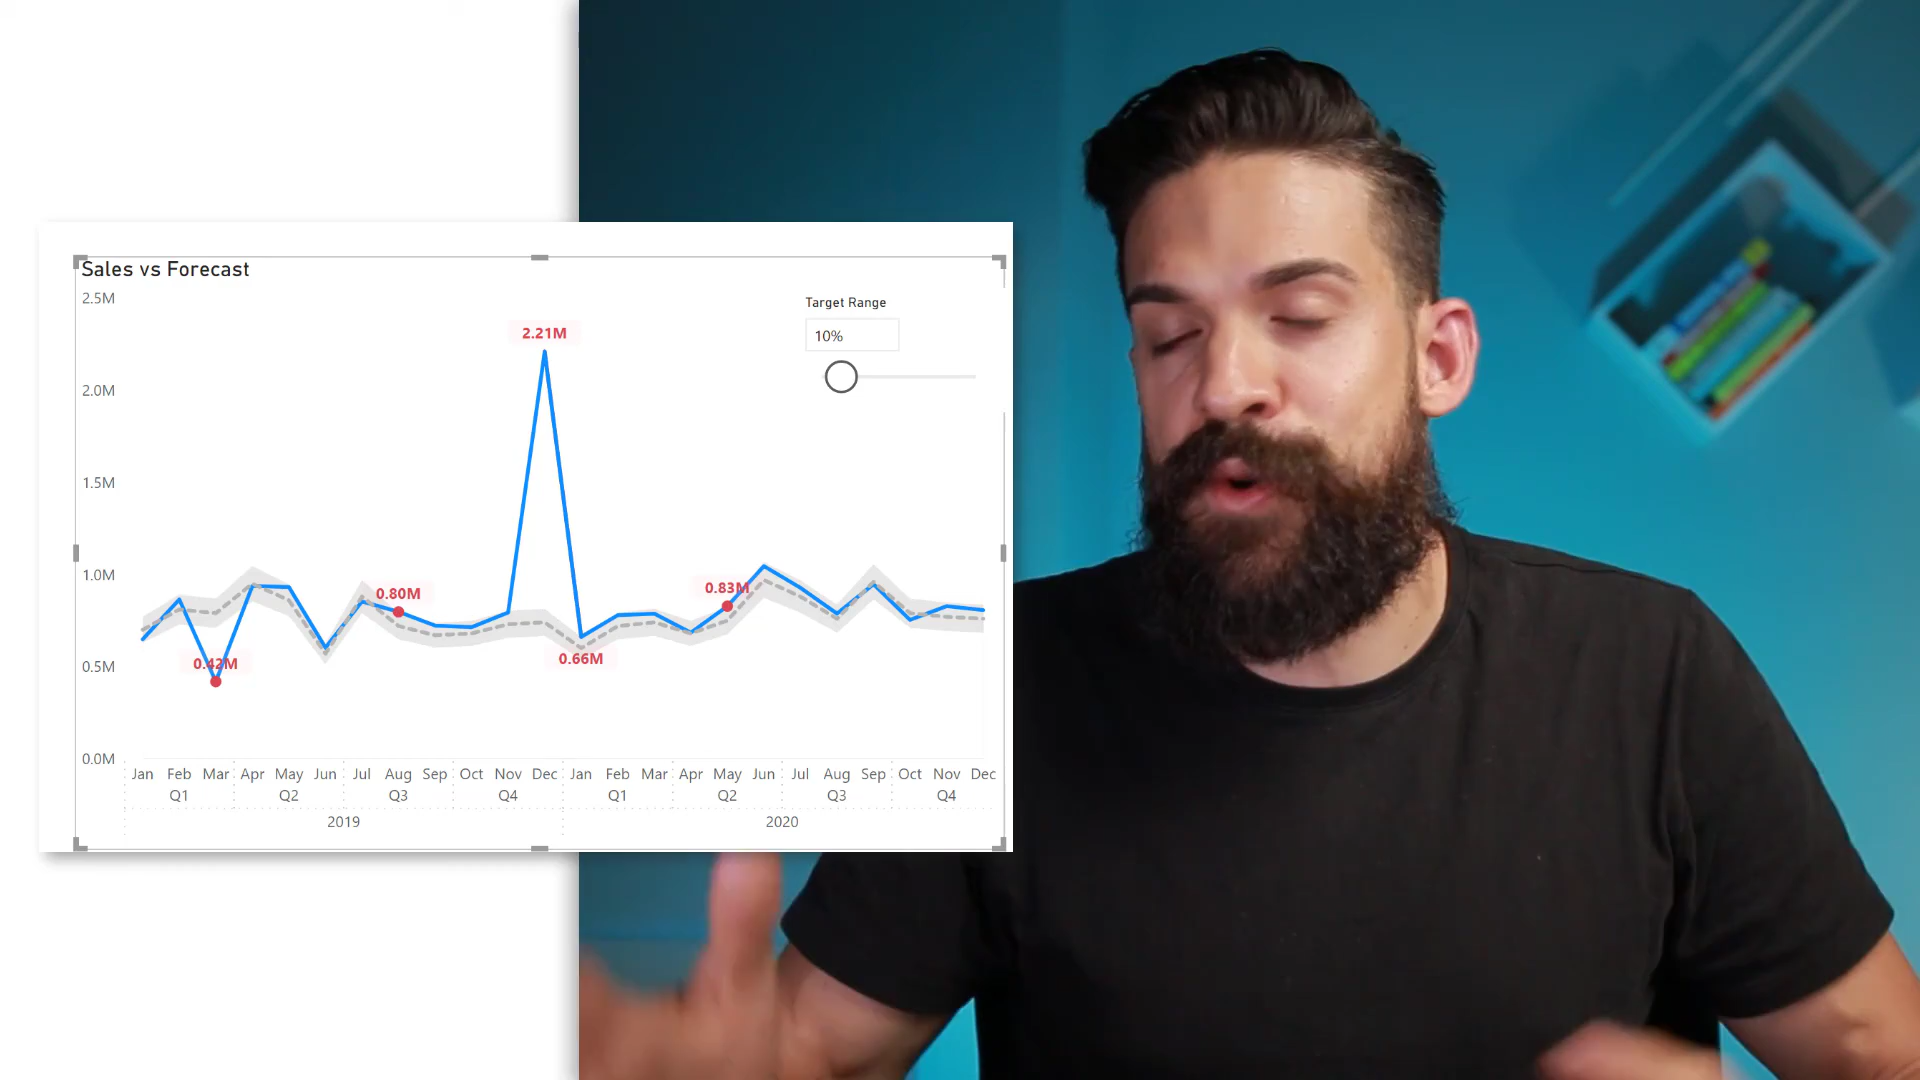 Sales vs Forecast
2.5M
Target Range
2.21M
10%
2.0M
1.5M
1.0M
0.80M
0.83M
0.42M
0.66M
0.5M
0.0M
Jan Feb Mar Apr May Jun Jul Aug Sep Oct Nov Dec Jan Feb Mar Apr May Jun Jul Aug Sep Oct Nov Dec
Q1 Q2 Q3 Q4 Q1 Q2 Q3 Q4
2019 2020